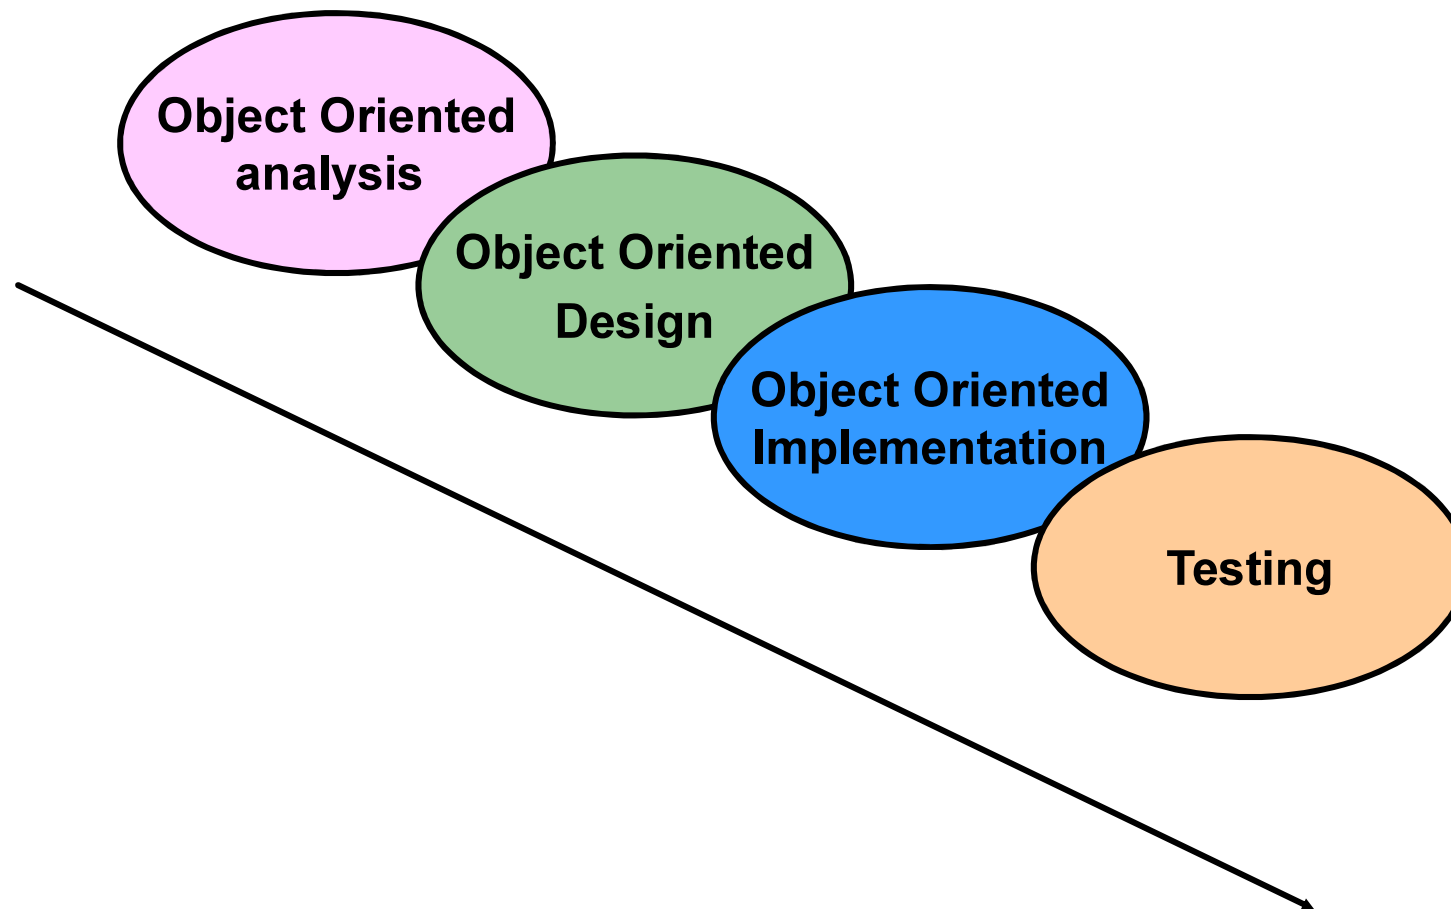 Object Oriented
analysis
Object Oriented
Design
Object Oriented
Implementation
Testing